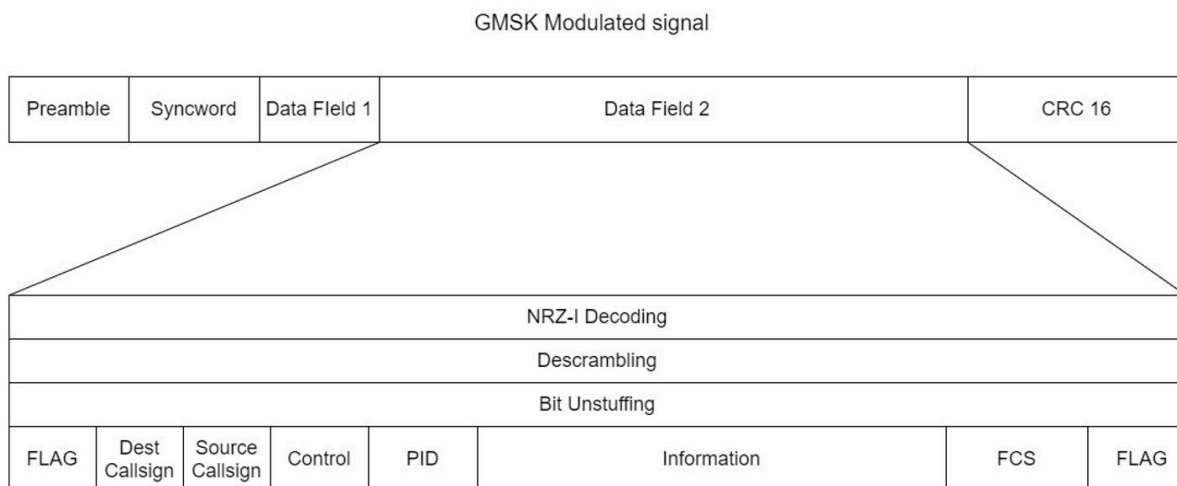 GMSK Modulated signal
Preamble Syncword Data FIeld 1 Data Field 2 CRC 16
NRZ-I Decoding
Descrambling
Bit Unstuffing
FLAG Dest Callsign Source Callsign Control PID Information FCS FLAG